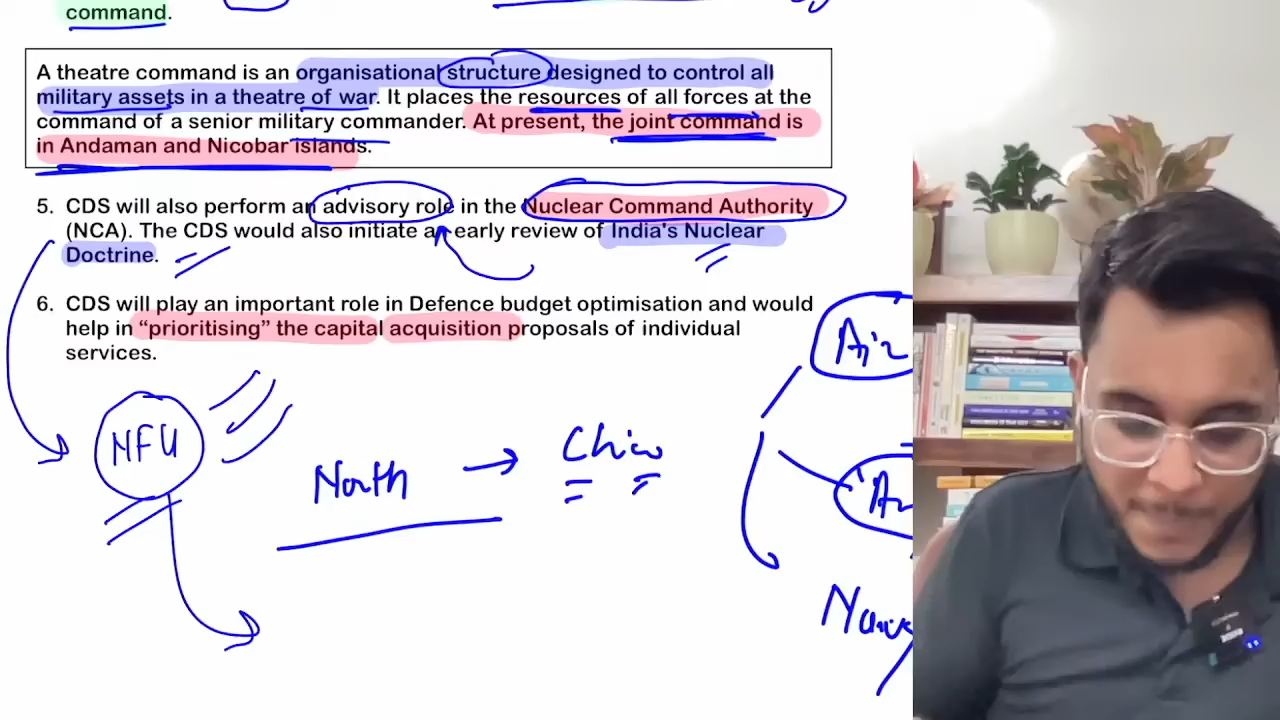 command.
A theatre command is an organisational structure designed to control all
military assets in a theatre of war. It places the resources of all forces at the
command of a senior military commander. At present, the joint command is
in Andaman and Nicobar islands.
5. CDS will also perform an advisory role in the Nuclear Command Authority
(NCA). The CDS would also initiate an early review of India's Nuclear
Doctrine.
6. CDS will play an important role in Defence budget optimisation and would
help in “prioritising” the capital acquisition proposals of individual
services.
Air
NFU
North → China